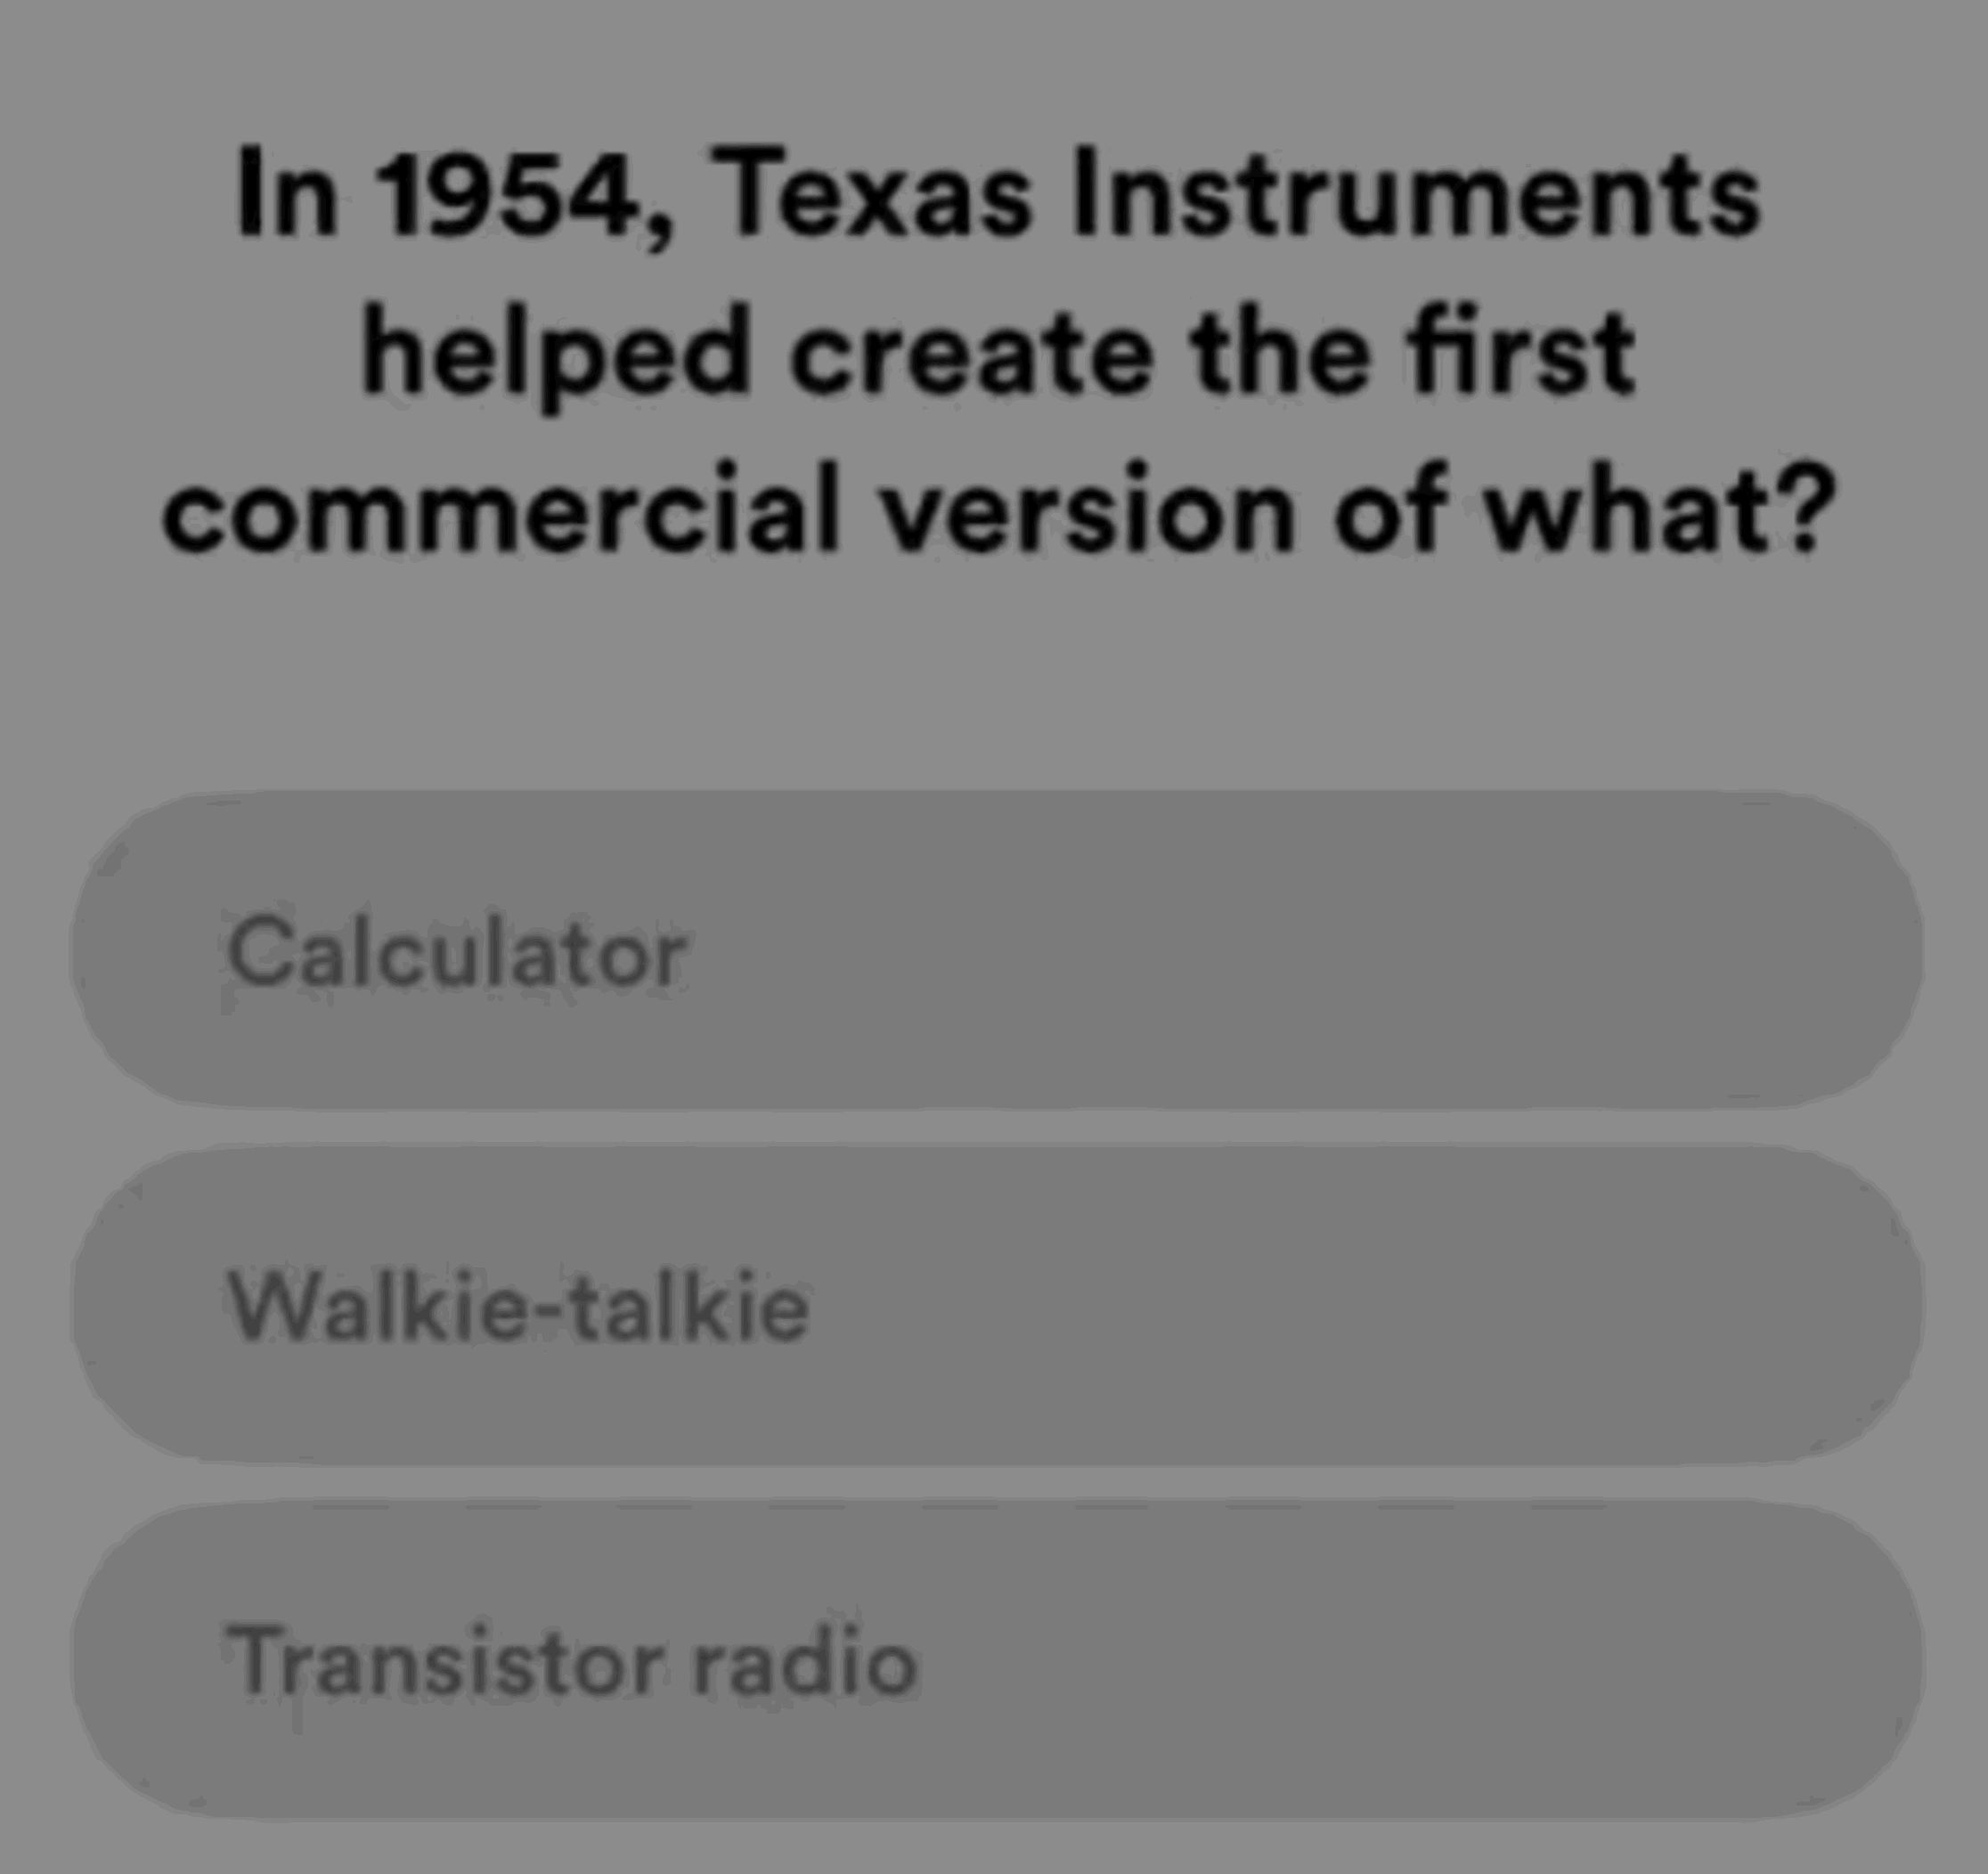 In 1954, Texas Instruments
helped create the first
commercial version of what?
Calculator
Walkie-talkie
Transistor radio